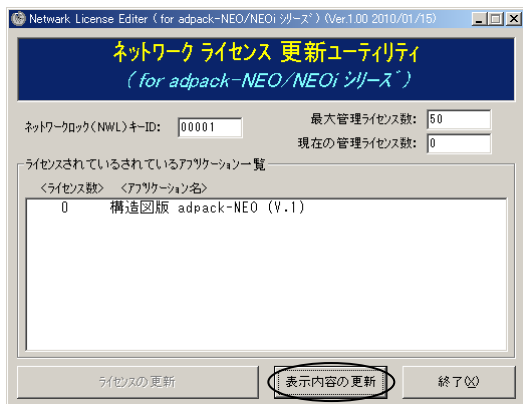 Netwark License Editer ( for adpack-NEO/NEOi ｼﾘｰｽﾞ ) (Ver.1.00 2010/01/15)
ネットワーク ライセンス 更新ユーティリティ
( for adpack-NEO/NEOi ｼﾘｰｽﾞ )
ﾈｯﾄﾜｰｸﾛｯｸ(NWL)ｷｰID: 00001
最大管理ﾗｲｾﾝｽ数: 50
現在の管理ﾗｲｾﾝｽ数: 0
ﾗｲｾﾝｽされているされているｱﾌﾟﾘｹｰｼｮﾝ一覧
<ﾗｲｾﾝｽ数> <ｱﾌﾟﾘｹｰｼｮﾝ名>
0 構造図版 adpack-NEO (V.1)
ﾗｲｾﾝｽの更新 表示内容の更新 終了(X)